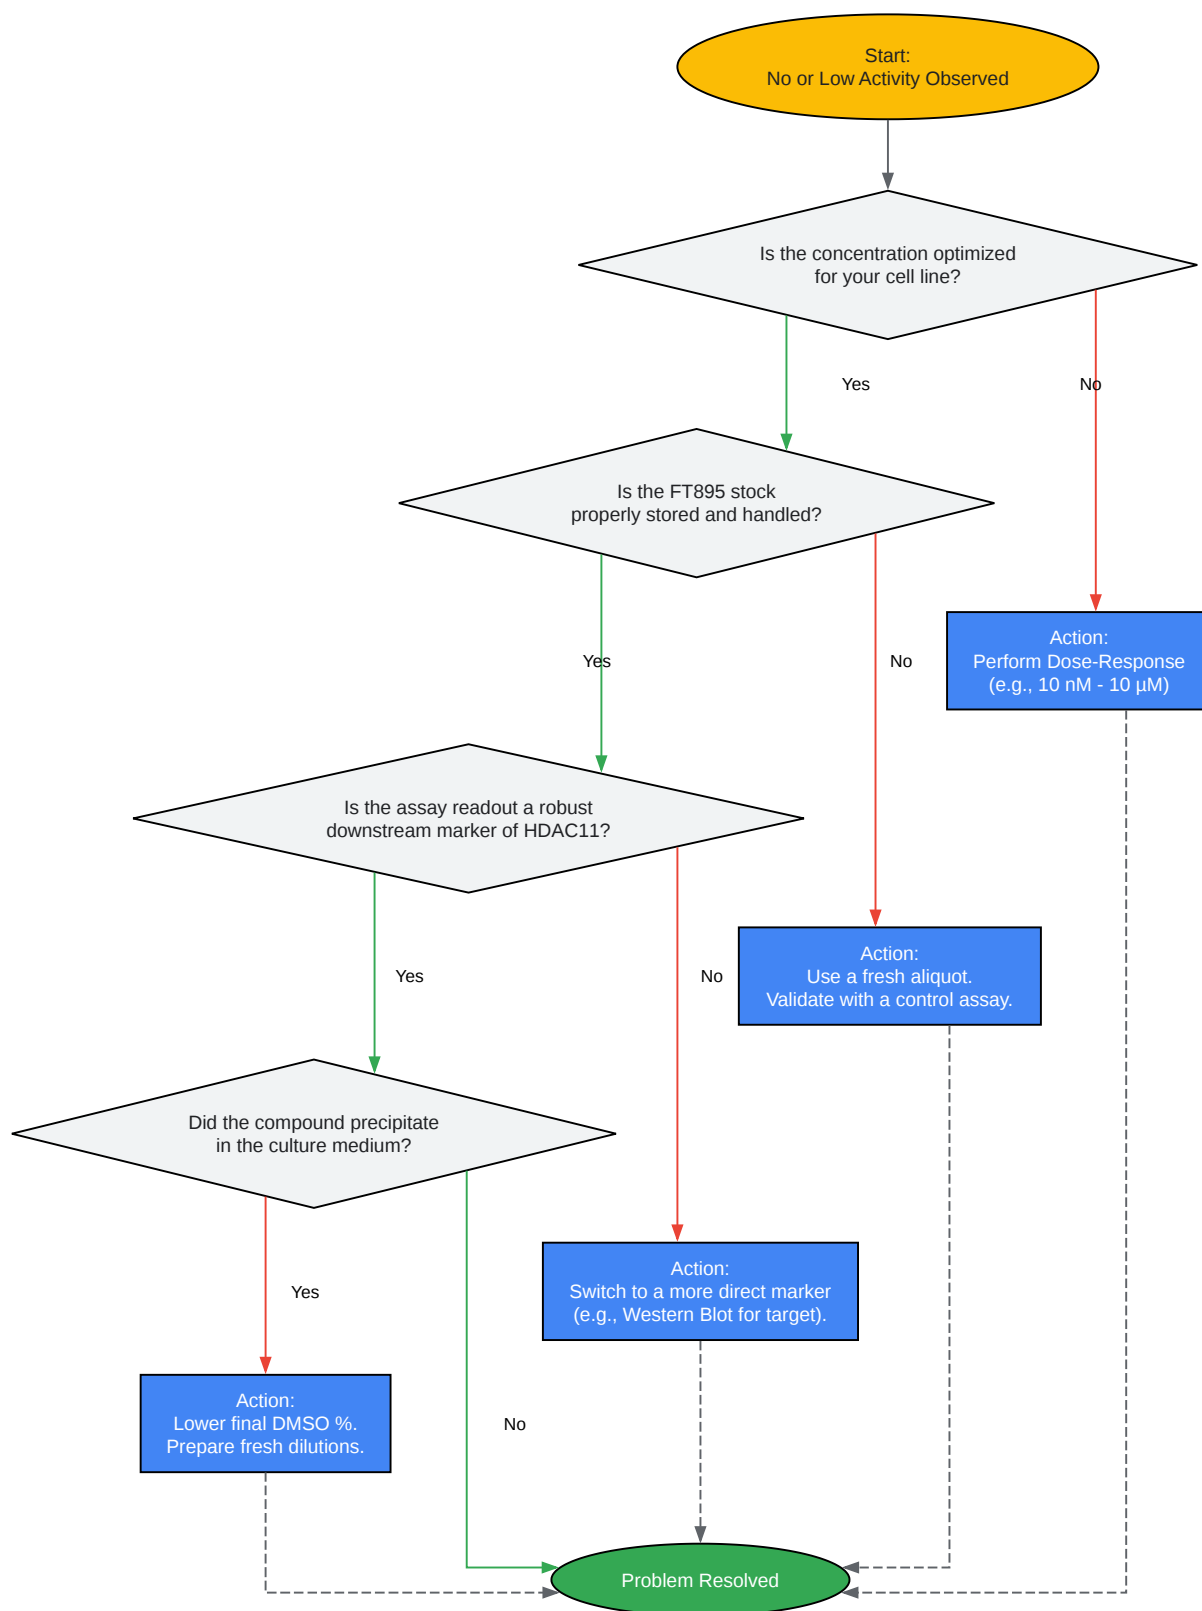 Start:
No or Low Activity Observed
Is the concentration optimized
for your cell line?
Yes
No
Is the FT895 stock
properly stored and handled?
Yes
No
Action:
Perform Dose-Response
(e.g., 10 nM - 10 µM)
Is the assay readout a robust
downstream marker of HDAC11?
Yes
No
Action:
Use a fresh aliquot.
Validate with a control assay.
Did the compound precipitate
in the culture medium?
Yes
No
Action:
Switch to a more direct marker
(e.g., Western Blot for target).
Action:
Lower final DMSO %.
Prepare fresh dilutions.
Problem Resolved